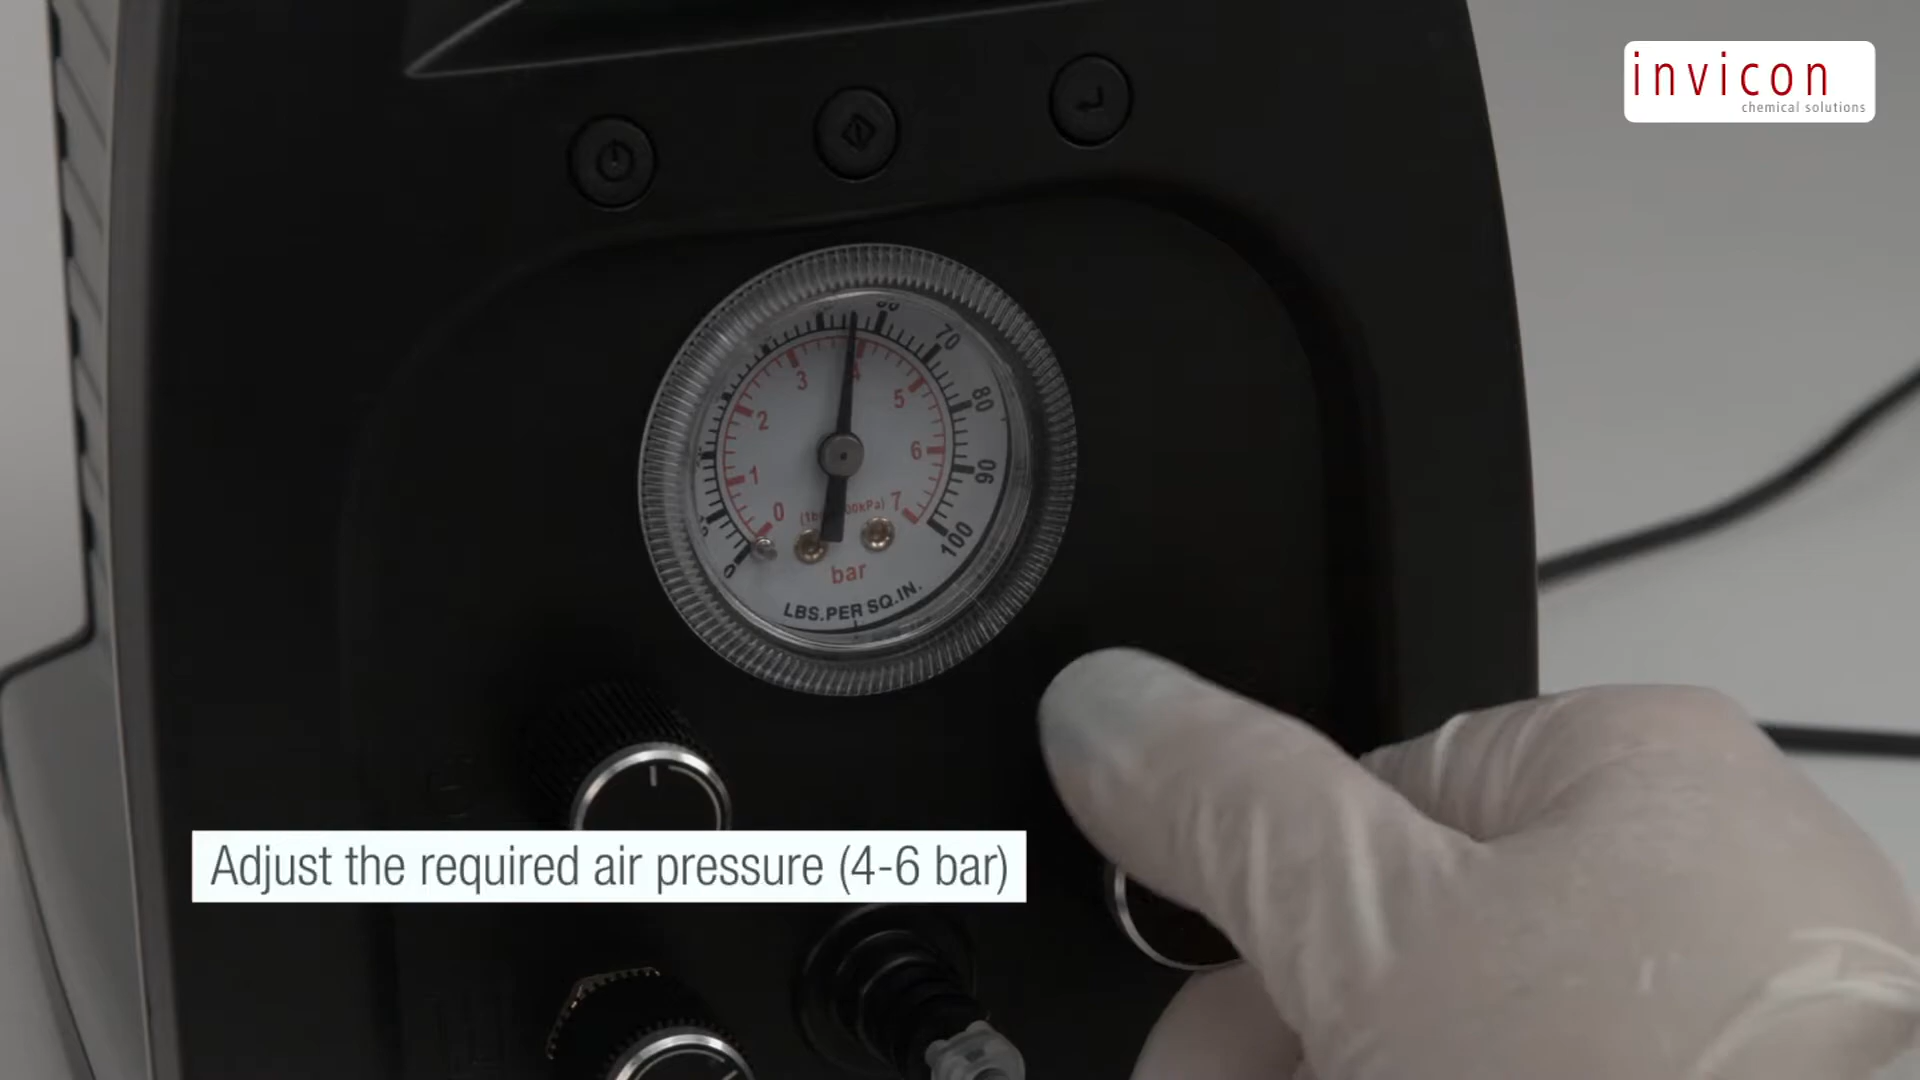 invicon
chemical solutions
60
70
80
90
100
0
0
1
2
3
4
5
6
7
bar
LBS.PER SQ.IN.
Adjust the required air pressure (4-6 bar)